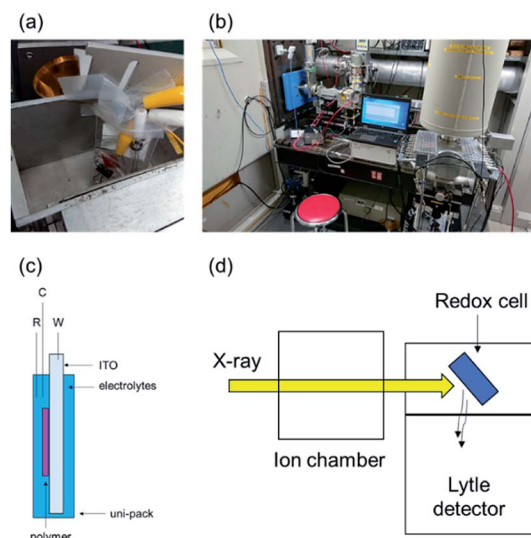 (a)
(b)
(c)
(d)
C
R
W
ITO
electrolytes
uni-pack
polymer
Redox cell
X-ray
Ion chamber
Lytle
detector